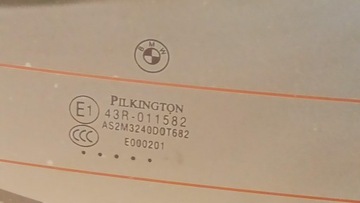 BMW
PILKINGTON
E1 43R-011582
AS2M3240DOT682
CCC E000201